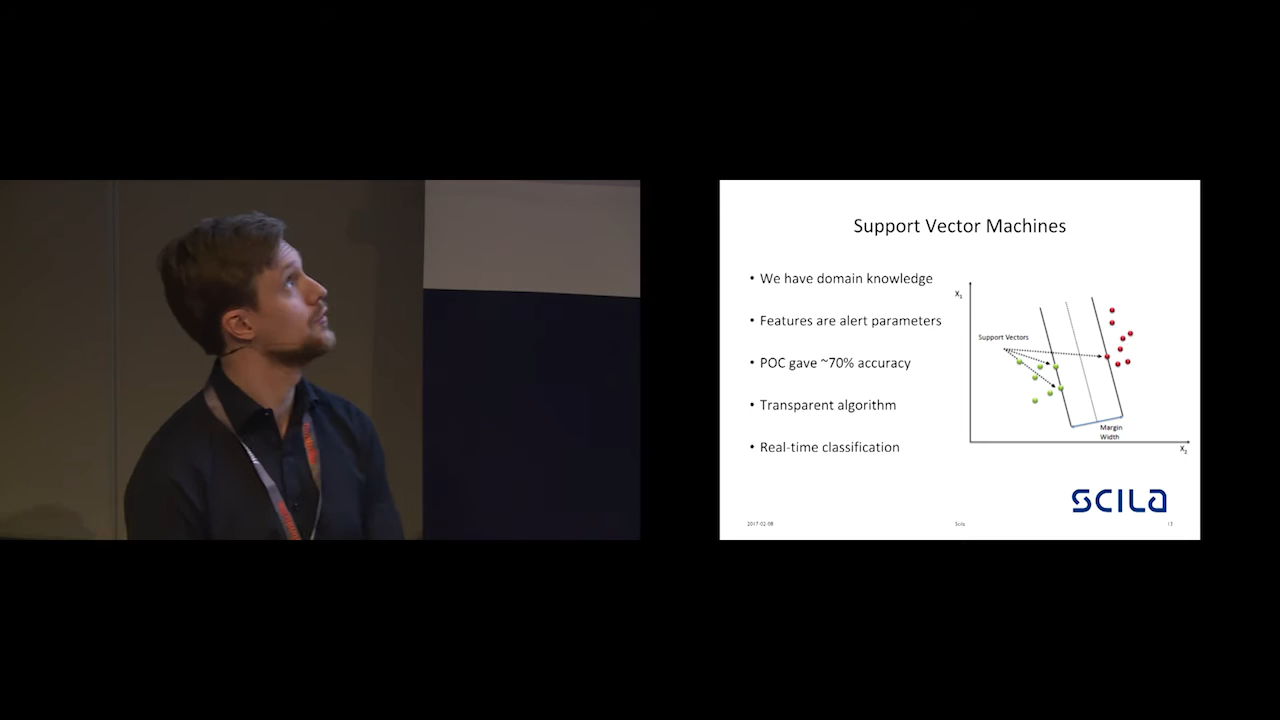 Support Vector Machines
• We have domain knowledge
• Features are alert parameters
• POC gave ~70% accuracy
• Transparent algorithm
• Real-time classification
X₁
Support Vectors
Margin
Width
X₂
SCILA
2017-02-08
Scila
13